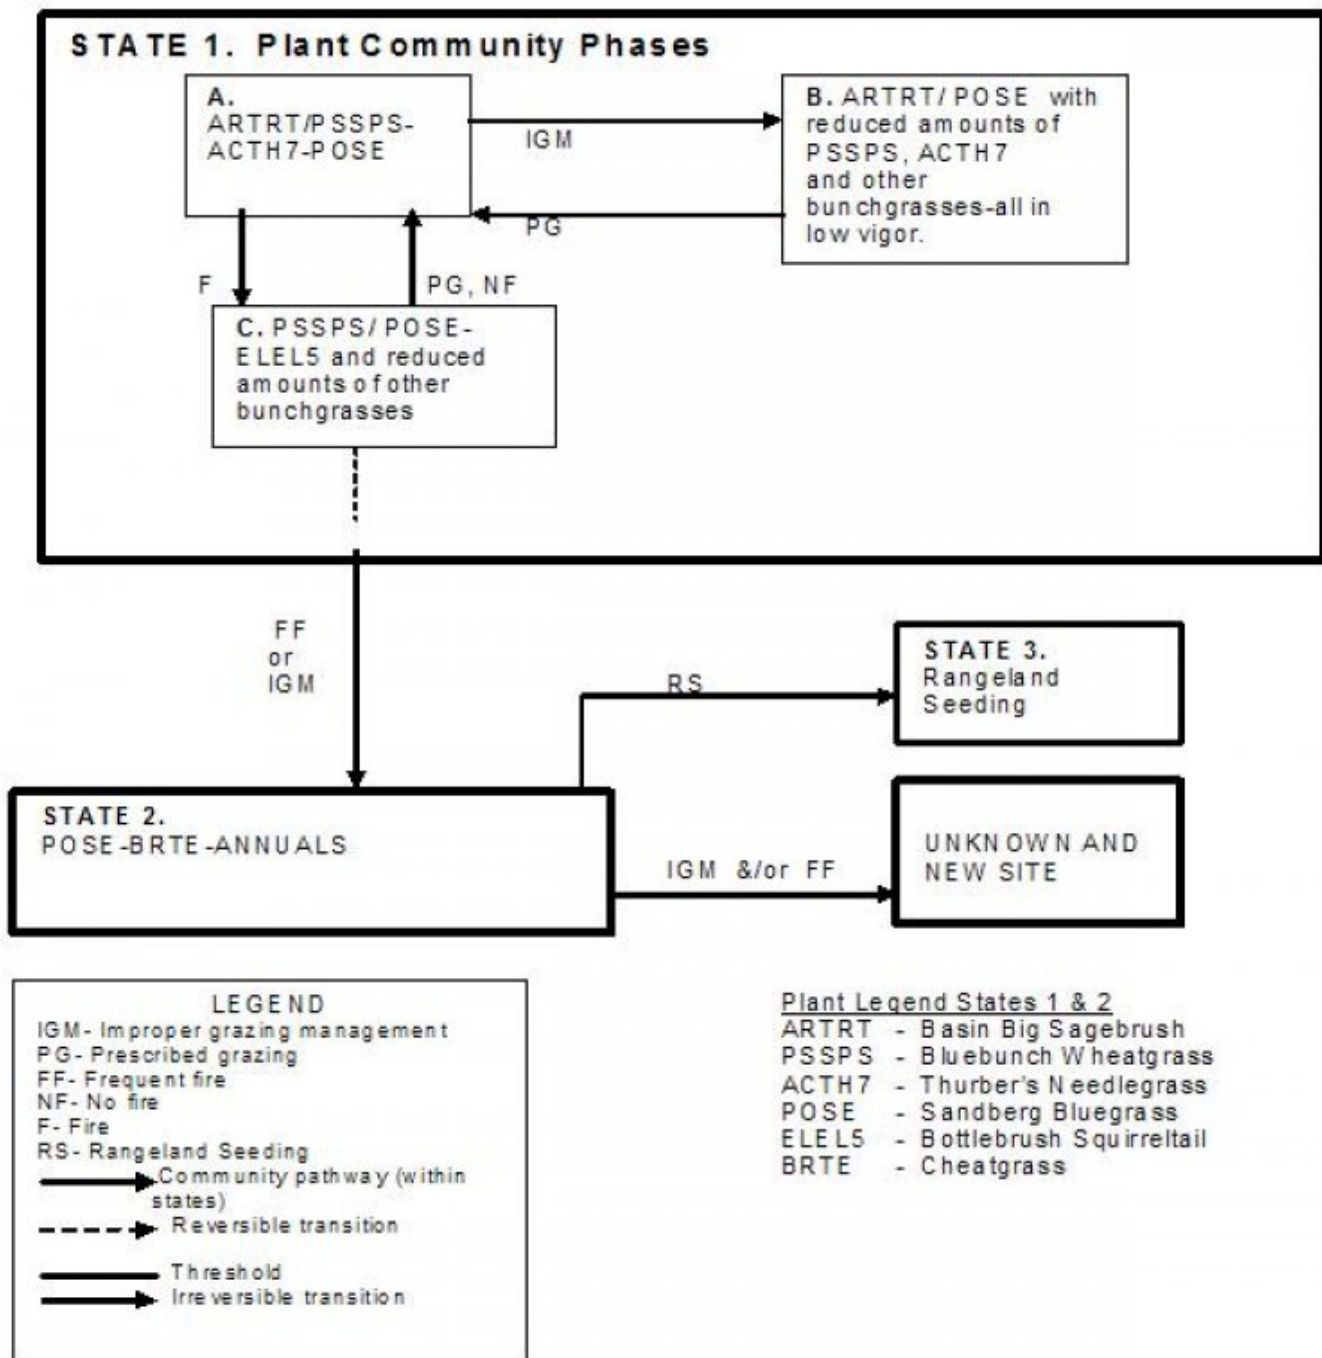 STATE 1. Plant Community Phases
A.
ARTRT/PSSPS-
ACTH7-POSE
IGM
B. ARTRT/POSE with
reduced amounts of
PSSPS, ACTH7
and other
bunchgrasses-all in
low vigor.
PG
F
PG, NF
C. PSSPS/POSE-
ELEL5 and reduced
amounts of other
bunchgrasses
FF
or
IGM
RS
STATE 3.
Rangeland
Seeding
STATE 2.
POSE-BRTE-ANNUALS
IGM &/or FF
UNKNOWN AND
NEW SITE
LEGEND
IGM- Improper grazing management
PG- Prescribed grazing
FF- Frequent fire
NF- No fire
F- Fire
RS- Rangeland Seeding
Community pathway (within
states)
Reversible transition
Threshold
Irreversible transition
Plant Legend States 1 & 2
ARTRT - Basin Big Sagebrush
PSSPS - Bluebunch Wheatgrass
ACTH7 - Thurber's Needlegrass
POSE - Sandberg Bluegrass
ELEL5 - Bottlebrush Squirreltail
BRTE - Cheatgrass